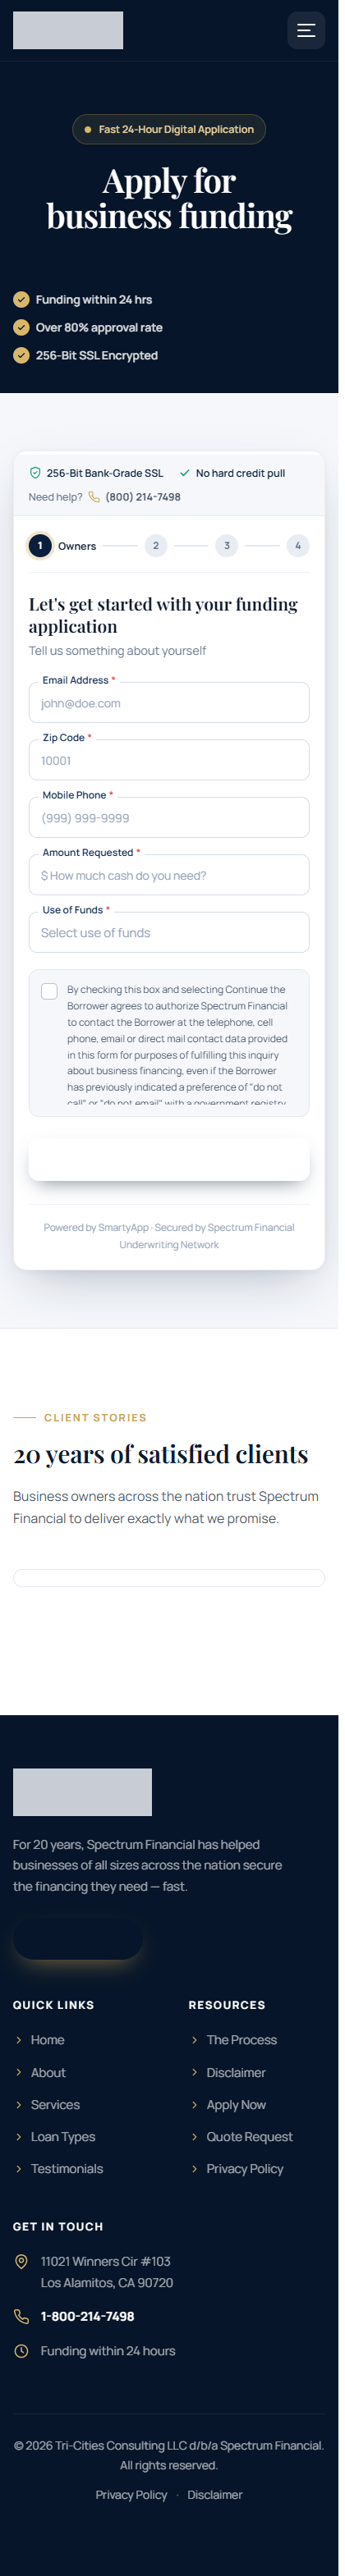 Fast 24-Hour Digital Application
Apply for
business funding
Funding within 24 hrs
Over 80% approval rate
256-Bit SSL Encrypted
256-Bit Bank-Grade SSL
No hard credit pull
Need help? (800) 214-7498
1 Owners 2 3 4
Let's get started with your funding
application
Tell us something about yourself
Email Address *
john@doe.com
Zip Code *
10001
Mobile Phone *
(999) 999-9999
Amount Requested *
$ How much cash do you need?
Use of Funds *
Select use of funds
By checking this box and selecting Continue the
Borrower agrees to authorize Spectrum Financial
to contact the Borrower at the telephone, cell
phone, email or direct mail contact data provided
in this form for purposes of fulfilling this inquiry
about business financing, even if the Borrower
has previously indicated a preference of "do not
call" or "do not email" with a government registry
Powered by SmartyApp · Secured by Spectrum Financial
Underwriting Network
CLIENT STORIES
20 years of satisfied clients
Business owners across the nation trust Spectrum
Financial to deliver exactly what we promise.
For 20 years, Spectrum Financial has helped
businesses of all sizes across the nation secure
the financing they need — fast.
QUICK LINKS
Home
About
Services
Loan Types
Testimonials
RESOURCES
The Process
Disclaimer
Apply Now
Quote Request
Privacy Policy
GET IN TOUCH
11021 Winners Cir #103
Los Alamitos, CA 90720
1-800-214-7498
Funding within 24 hours
© 2026 Tri-Cities Consulting LLC d/b/a Spectrum Financial.
All rights reserved.
Privacy Policy · Disclaimer